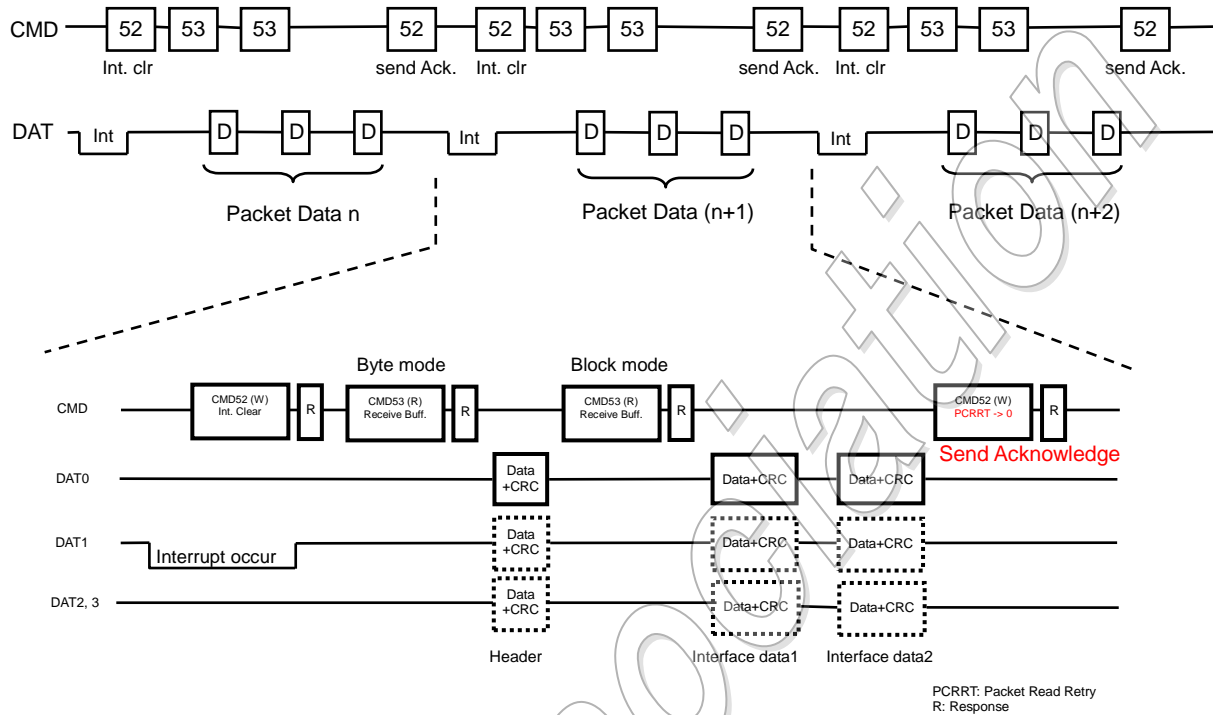 CMD 52 53 53 52 52 53 53 52 52 53 53 52
Int. clr send Ack. Int. clr send Ack. Int. clr send Ack.
DAT Int D D D Int D D D Int D D D
Packet Data n Packet Data (n+1) Packet Data (n+2)
Byte mode Block mode
CMD
CMD52 (W)
Int. Clear
R
CMD53 (R)
Receive Buff.
R
CMD53 (R)
Receive Buff.
R
CMD52 (W)
PCRRT -> 0
R
Send Acknowledge
DAT0
Data
+CRC
Data+CRC
Data+CRC
DAT1
Interrupt occur
Data
+CRC
Data+CRC
Data+CRC
DAT2, 3
Data
+CRC
Data+CRC
Data+CRC
Header Interface data1 Interface data2
PCRRT: Packet Read Retry
R: Response
ociation